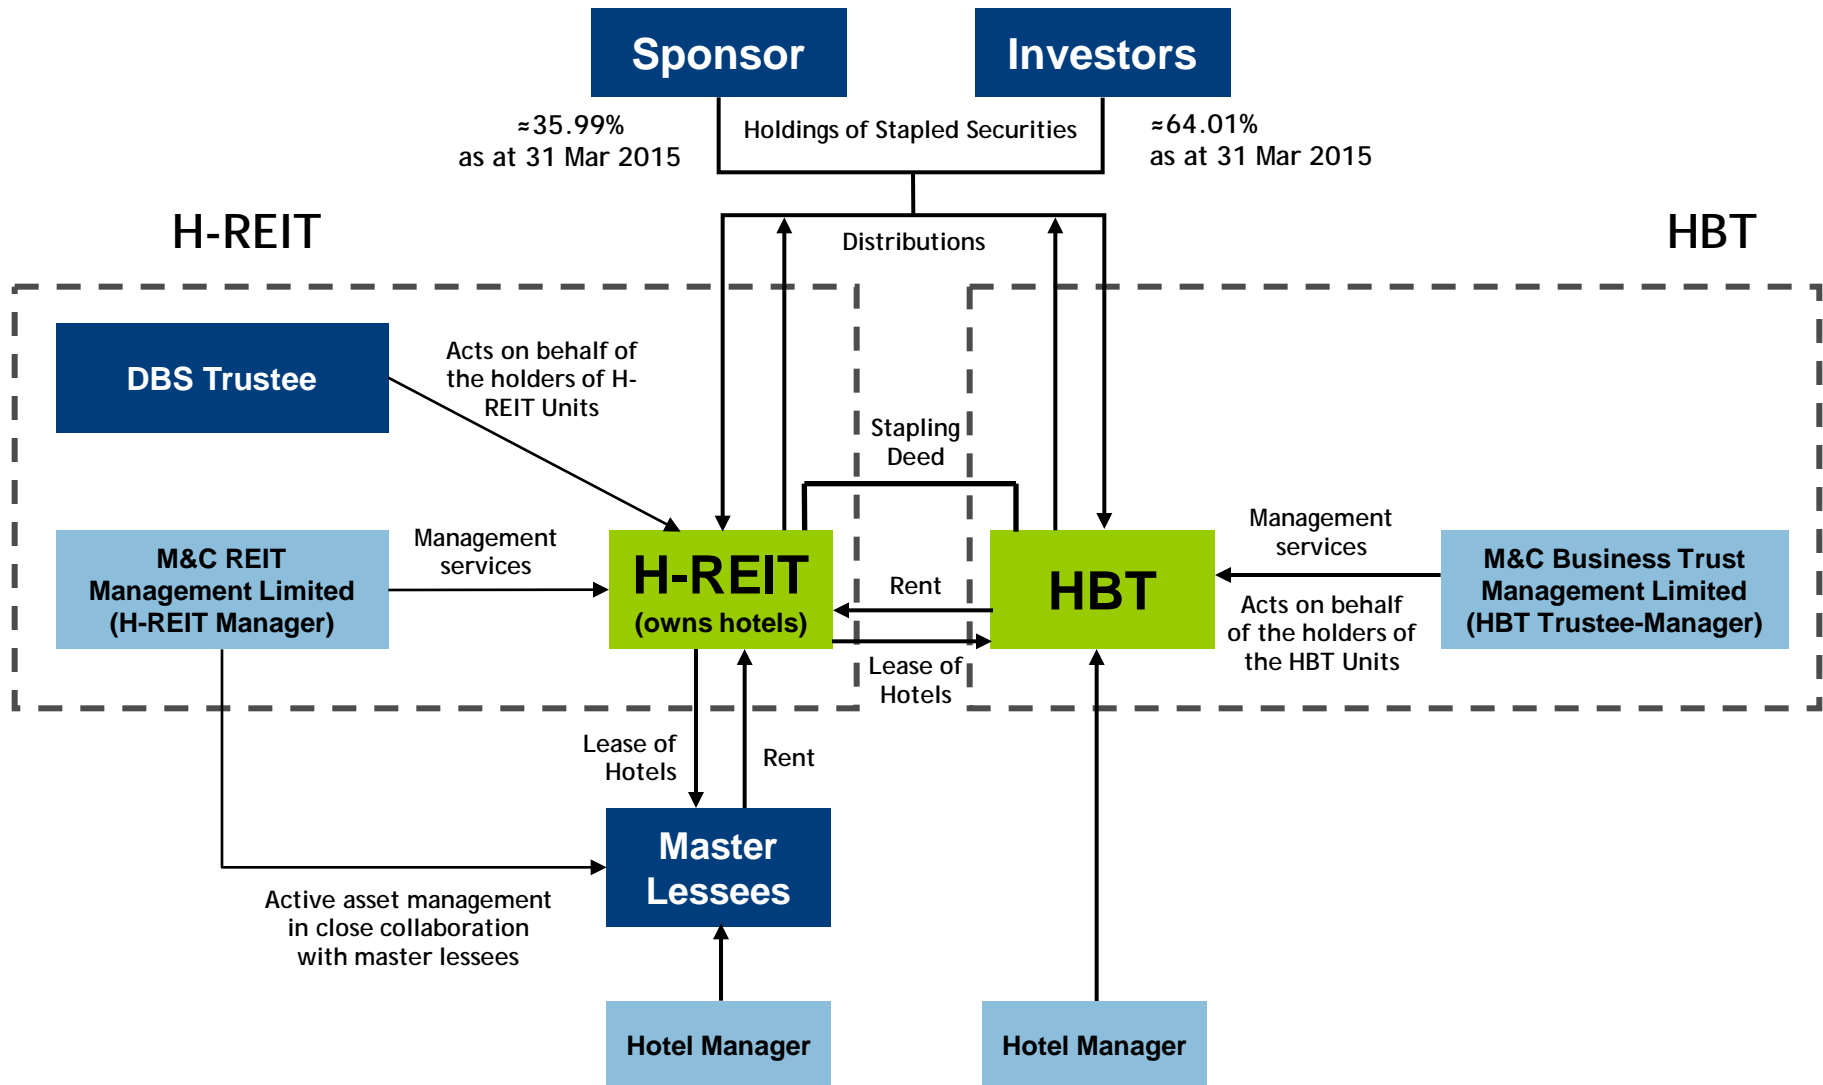 Sponsor
Investors
≈35.99%
as at 31 Mar 2015
Holdings of Stapled Securities
≈64.01%
as at 31 Mar 2015
H-REIT
Distributions
HBT
DBS Trustee
Acts on behalf of
the holders of H-
REIT Units
Stapling
Deed
M&C REIT
Management Limited
(H-REIT Manager)
Management
services
H-REIT
(owns hotels)
Rent
Lease of
Hotels
HBT
Management
services
Acts on behalf
of the holders of
the HBT Units
M&C Business Trust
Management Limited
(HBT Trustee-Manager)
Lease of
Hotels
Rent
Master
Lessees
Active asset management
in close collaboration
with master lessees
Hotel Manager
Hotel Manager